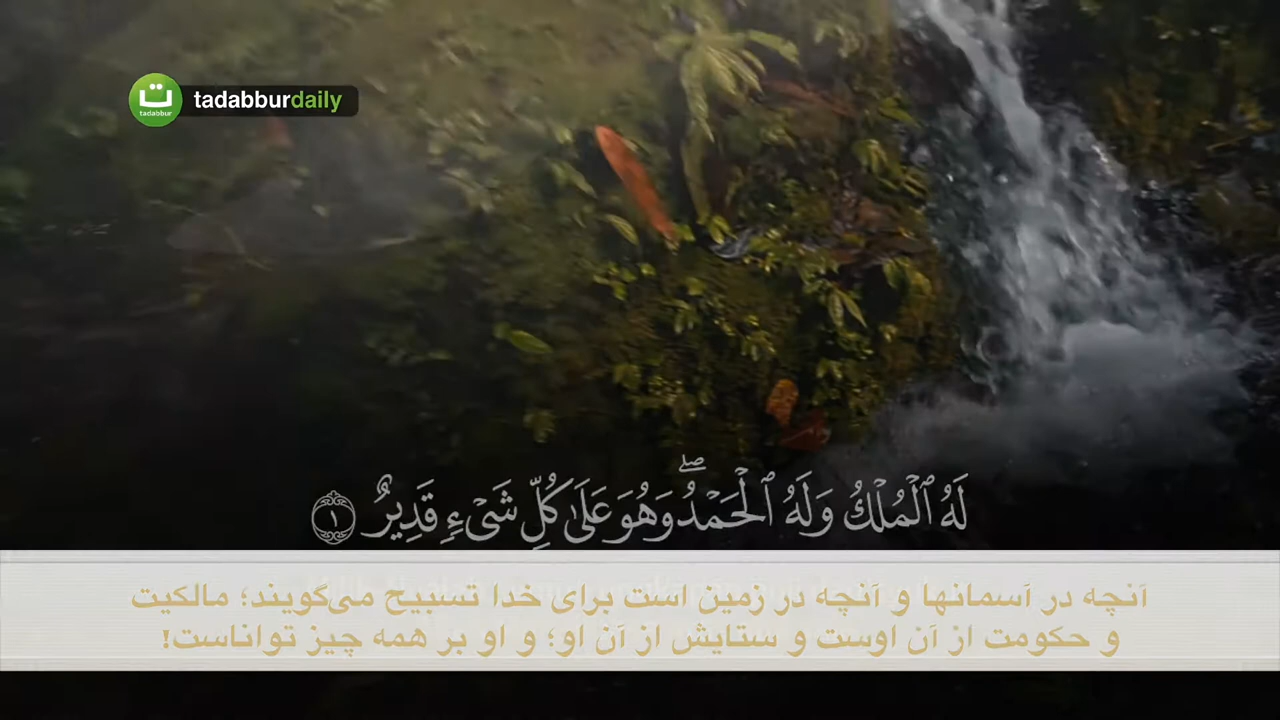 ت
tadabbur
tadabburdaily
لَهُ ٱلْمُلْكُ وَلَهُ ٱلْحَمْدُ ۖ وَهُوَ عَلَىٰ كُلِّ شَىْءٍ قَدِيرٌ ١
آنچه در آسمانها و آنچه در زمین است برای خدا تسبیح می‌گویند؛ مالکیت
و حکومت از آن اوست و ستایش از آن او؛ و او بر همه چیز تواناست!